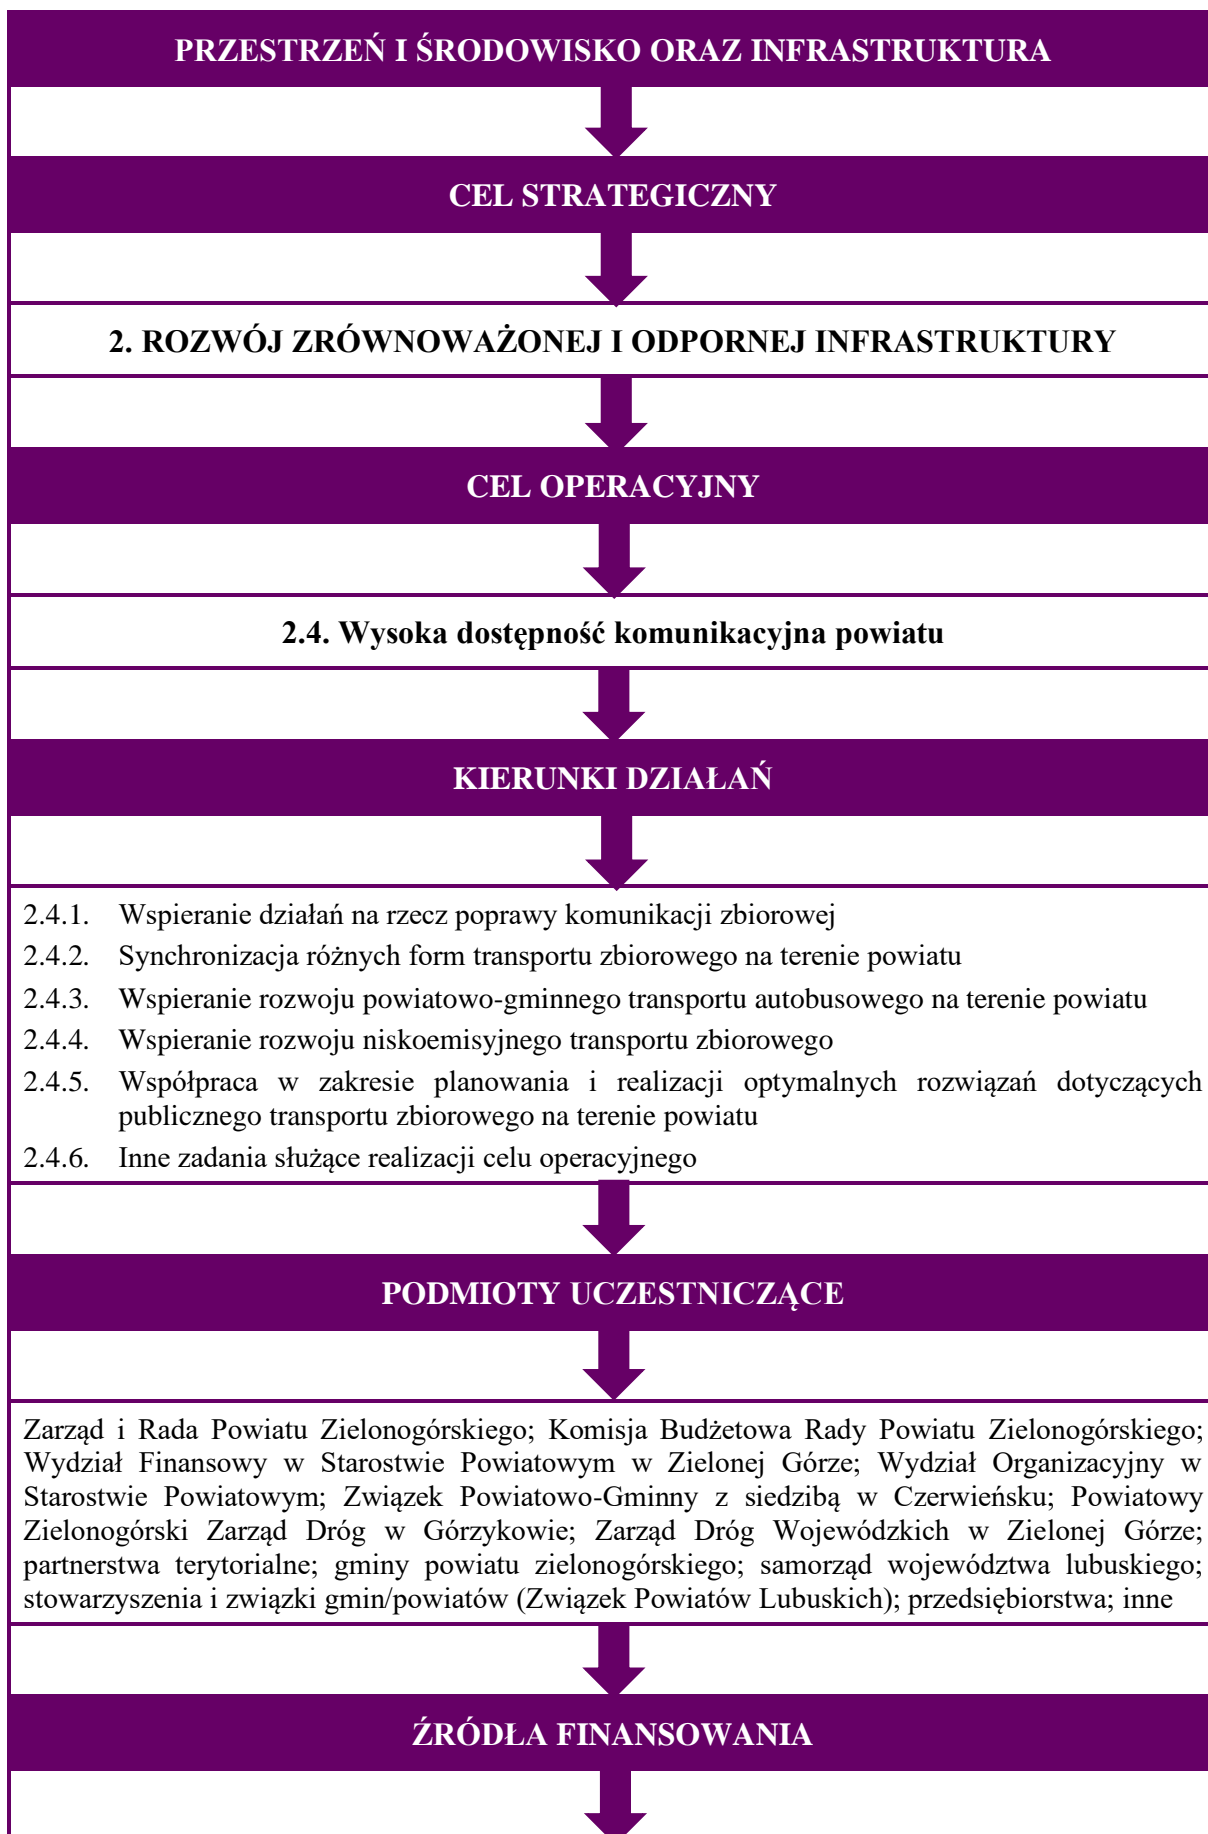 PRZESTRZEŃ I ŚRODOWISKO ORAZ INFRASTRUKTURA
CEL STRATEGICZNY
2. ROZWÓJ ZRÓWNOWAŻONEJ I ODPORNEJ INFRASTRUKTURY
CEL OPERACYJNY
2.4. Wysoka dostępność komunikacyjna powiatu
KIERUNKI DZIAŁAŃ
2.4.1. Wspieranie działań na rzecz poprawy komunikacji zbiorowej
2.4.2. Synchronizacja różnych form transportu zbiorowego na terenie powiatu
2.4.3. Wspieranie rozwoju powiatowo-gminnego transportu autobusowego na terenie powiatu
2.4.4. Wspieranie rozwoju niskoemisyjnego transportu zbiorowego
2.4.5. Współpraca w zakresie planowania i realizacji optymalnych rozwiązań dotyczących
publicznego transportu zbiorowego na terenie powiatu
2.4.6. Inne zadania służące realizacji celu operacyjnego
PODMIOTY UCZESTNICZĄCE
Zarząd i Rada Powiatu Zielonogórskiego; Komisja Budżetowa Rady Powiatu Zielonogórskiego;
Wydział Finansowy w Starostwie Powiatowym w Zielonej Górze; Wydział Organizacyjny w
Starostwie Powiatowym; Związek Powiatowo-Gminny z siedzibą w Czerwieńsku; Powiatowy
Zielonogórski Zarząd Dróg w Górzykowie; Zarząd Dróg Wojewódzkich w Zielonej Górze;
partnerstwa terytorialne; gminy powiatu zielonogórskiego; samorząd województwa lubuskiego;
stowarzyszenia i związki gmin/powiatów (Związek Powiatów Lubuskich); przedsiębiorstwa; inne
ŹRÓDŁA FINANSOWANIA